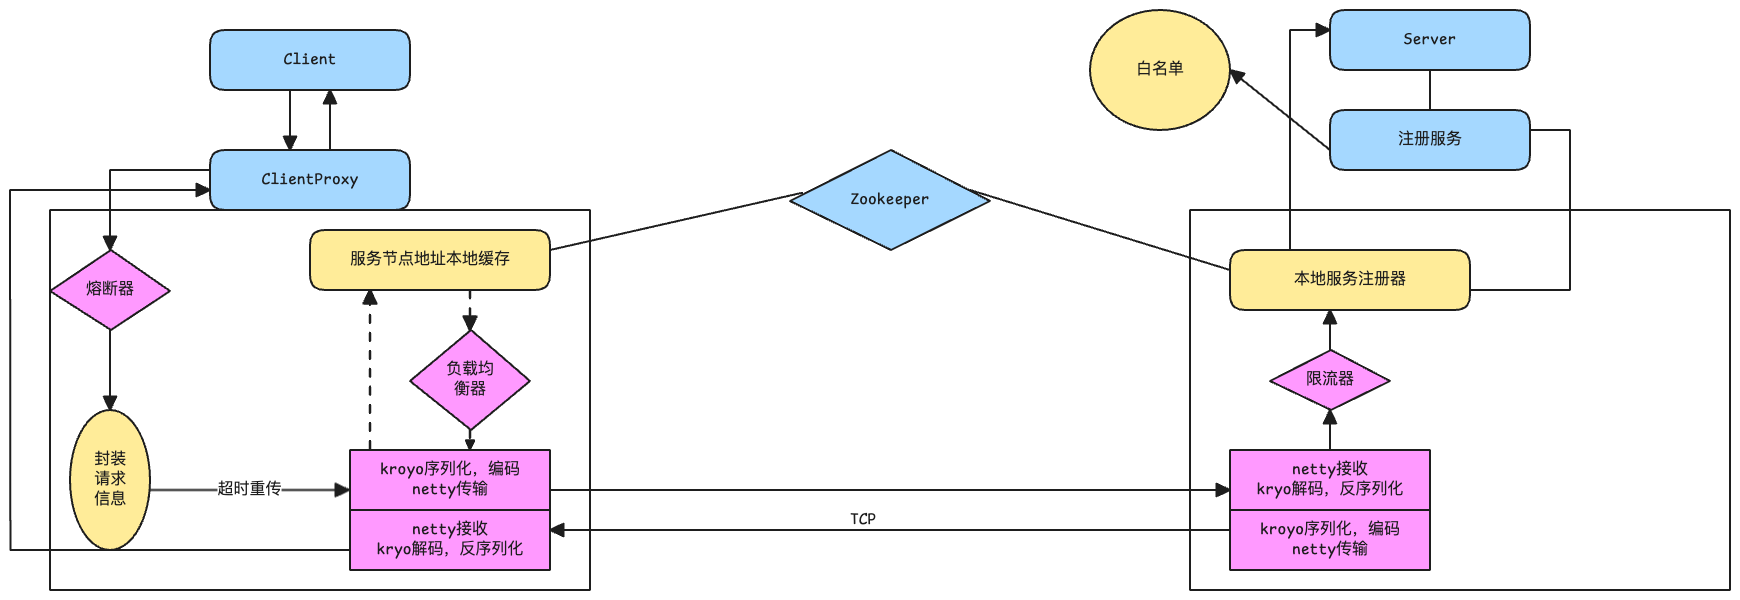 Client
ClientProxy
熔断器
封装
请求
信息
超时重传
服务节点地址本地缓存
负载均
衡器
kroyo序列化，编码
netty传输
netty接收
kryo解码，反序列化
Zookeeper
TCP
白名单
Server
注册服务
本地服务注册器
限流器
netty接收
kryo解码，反序列化
kroyo序列化，编码
netty传输